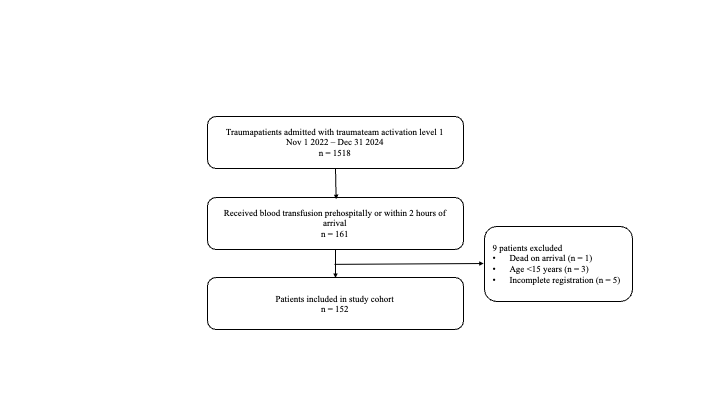 Traumapatients admitted with traumateam activation level 1
Nov 1 2022 – Dec 31 2024
n = 1518
Received blood transfusion prehospitally or within 2 hours of
arrival
n = 161
9 patients excluded
• Dead on arrival (n = 1)
• Age <15 years (n = 3)
• Incomplete registration (n = 5)
Patients included in study cohort
n = 152